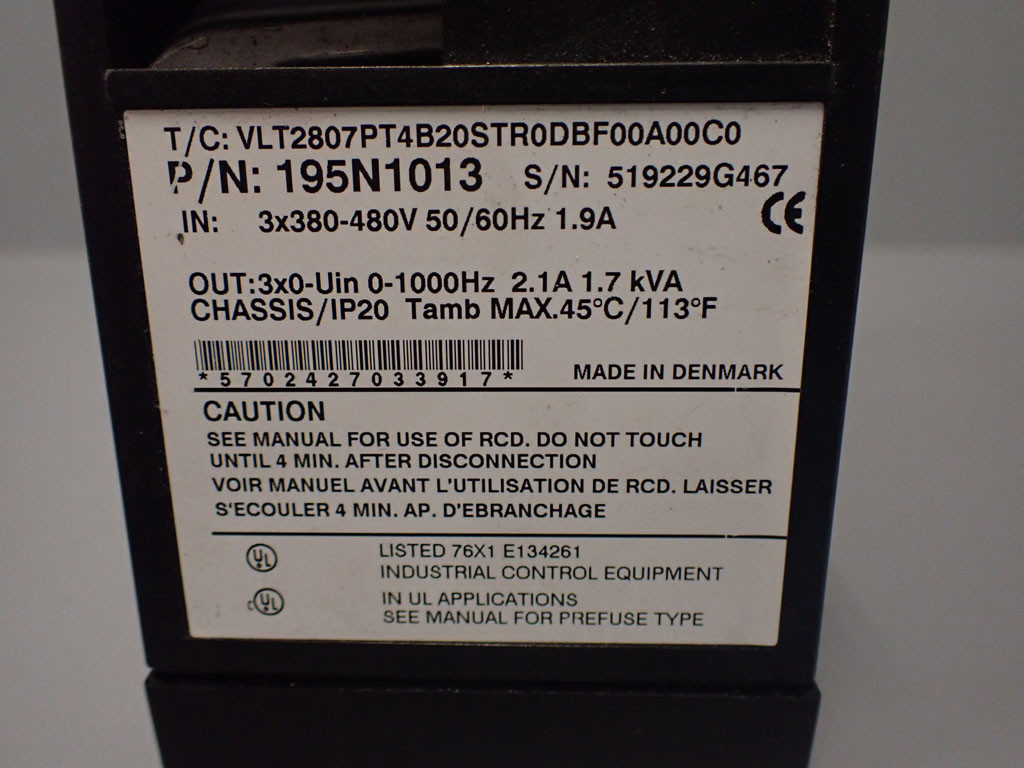 T/C: VLT2807PT4B20STR0DBF00A00C0
P/N: 195N1013 S/N: 519229G467
IN: 3x380-480V 50/60Hz 1.9A CE
OUT:3x0-Uin 0-1000Hz 2.1A 1.7 kVA
CHASSIS/IP20 Tamb MAX.45°C/113°F
*5702427033917* MADE IN DENMARK
CAUTION
SEE MANUAL FOR USE OF RCD. DO NOT TOUCH
UNTIL 4 MIN. AFTER DISCONNECTION
VOIR MANUEL AVANT L'UTILISATION DE RCD. LAISSER
S'ECOULER 4 MIN. AP. D'EBRANCHAGE
UL LISTED 76X1 E134261
INDUSTRIAL CONTROL EQUIPMENT
c UL IN UL APPLICATIONS
SEE MANUAL FOR PREFUSE TYPE